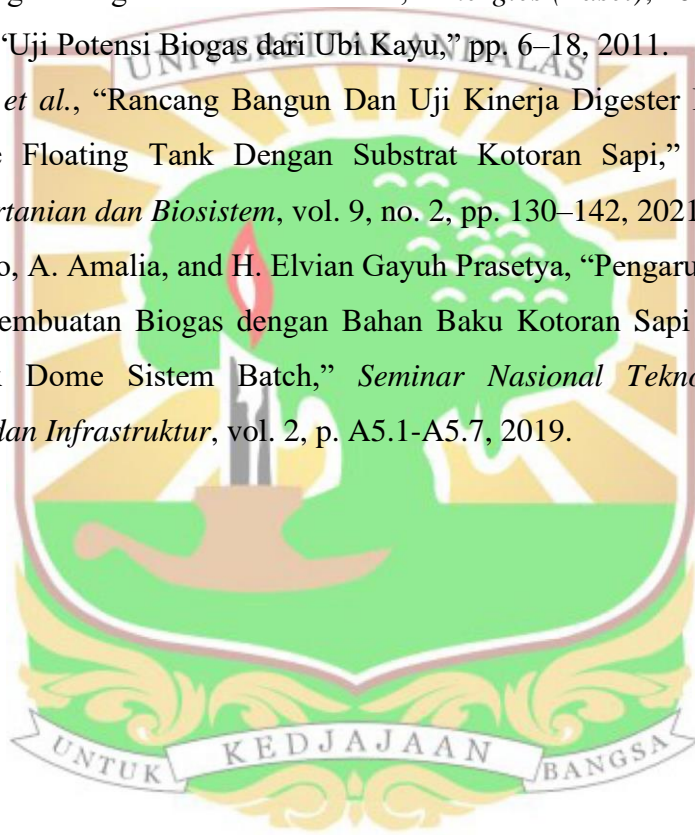 “Uji Potensi Biogas dari Ubi Kayu,” pp. 6–18, 2011.
UNIVERSITAS ANDALAS
et al., “Rancang Bangun Dan Uji Kinerja Digester
Floating Tank Dengan Substrat Kotoran Sapi,”
rtanian dan Biosistem, vol. 9, no. 2, pp. 130–142, 2021
o, A. Amalia, and H. Elvian Gayuh Prasetya, “Pengaru
embuatan Biogas dengan Bahan Baku Kotoran Sapi
Dome Sistem Batch,” Seminar Nasional Tekno
dan Infrastruktur, vol. 2, p. A5.1-A5.7, 2019.
UNTUK KEDJAJAAN BANGSA